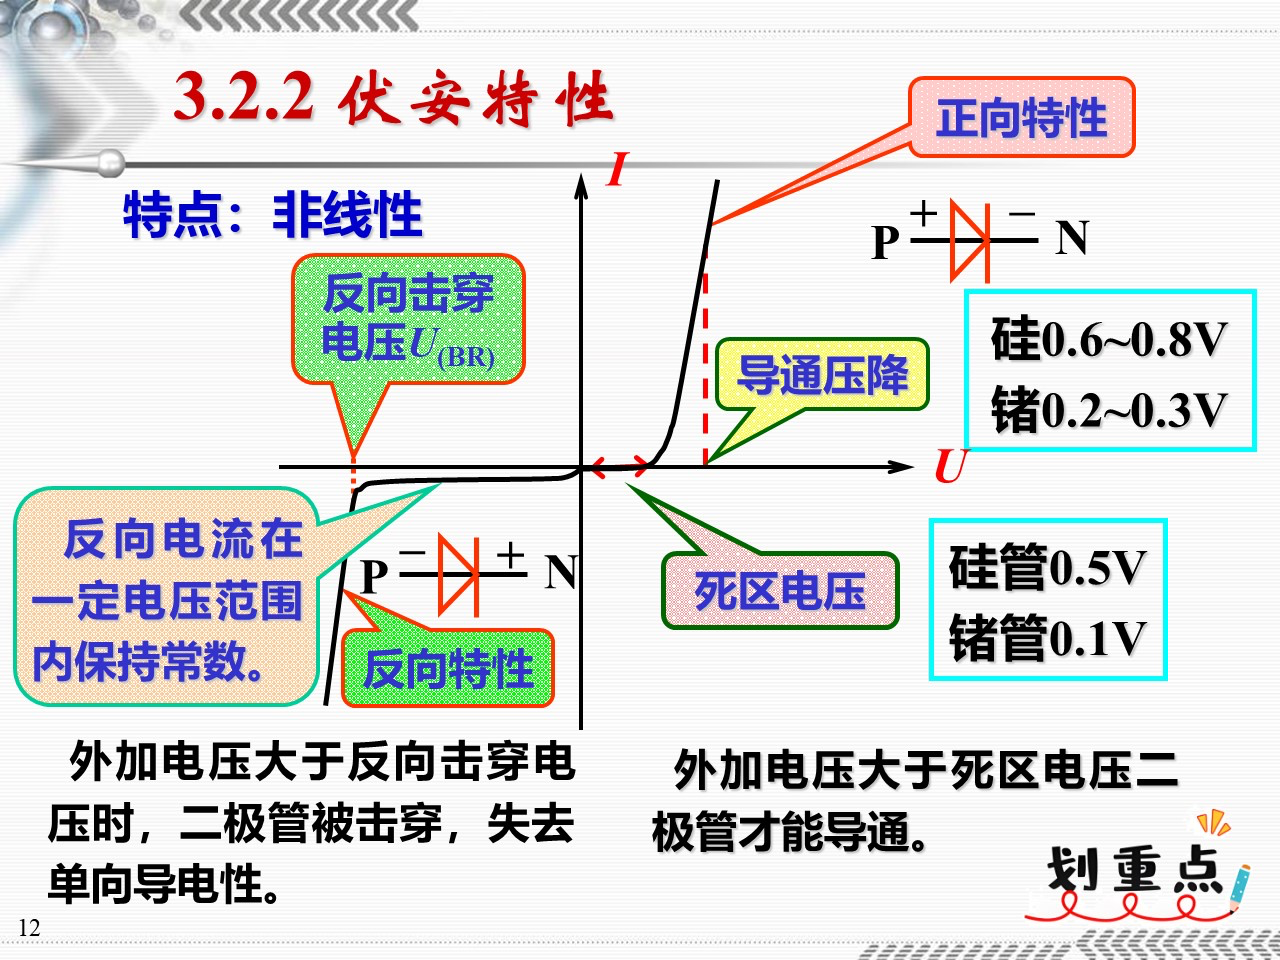 3.2.2 伏安特性
正向特性
I
特点：非线性
P + – N
反向击穿
电压U(BR)
硅0.6~0.8V
锗0.2~0.3V
导通压降
U
反向电流在
一定电压范围
内保持常数。
P – + N
死区电压
硅管0.5V
锗管0.1V
反向特性
外加电压大于反向击穿电
压时，二极管被击穿，失去
单向导电性。
外加电压大于死区电压二
极管才能导通。
划重点
12